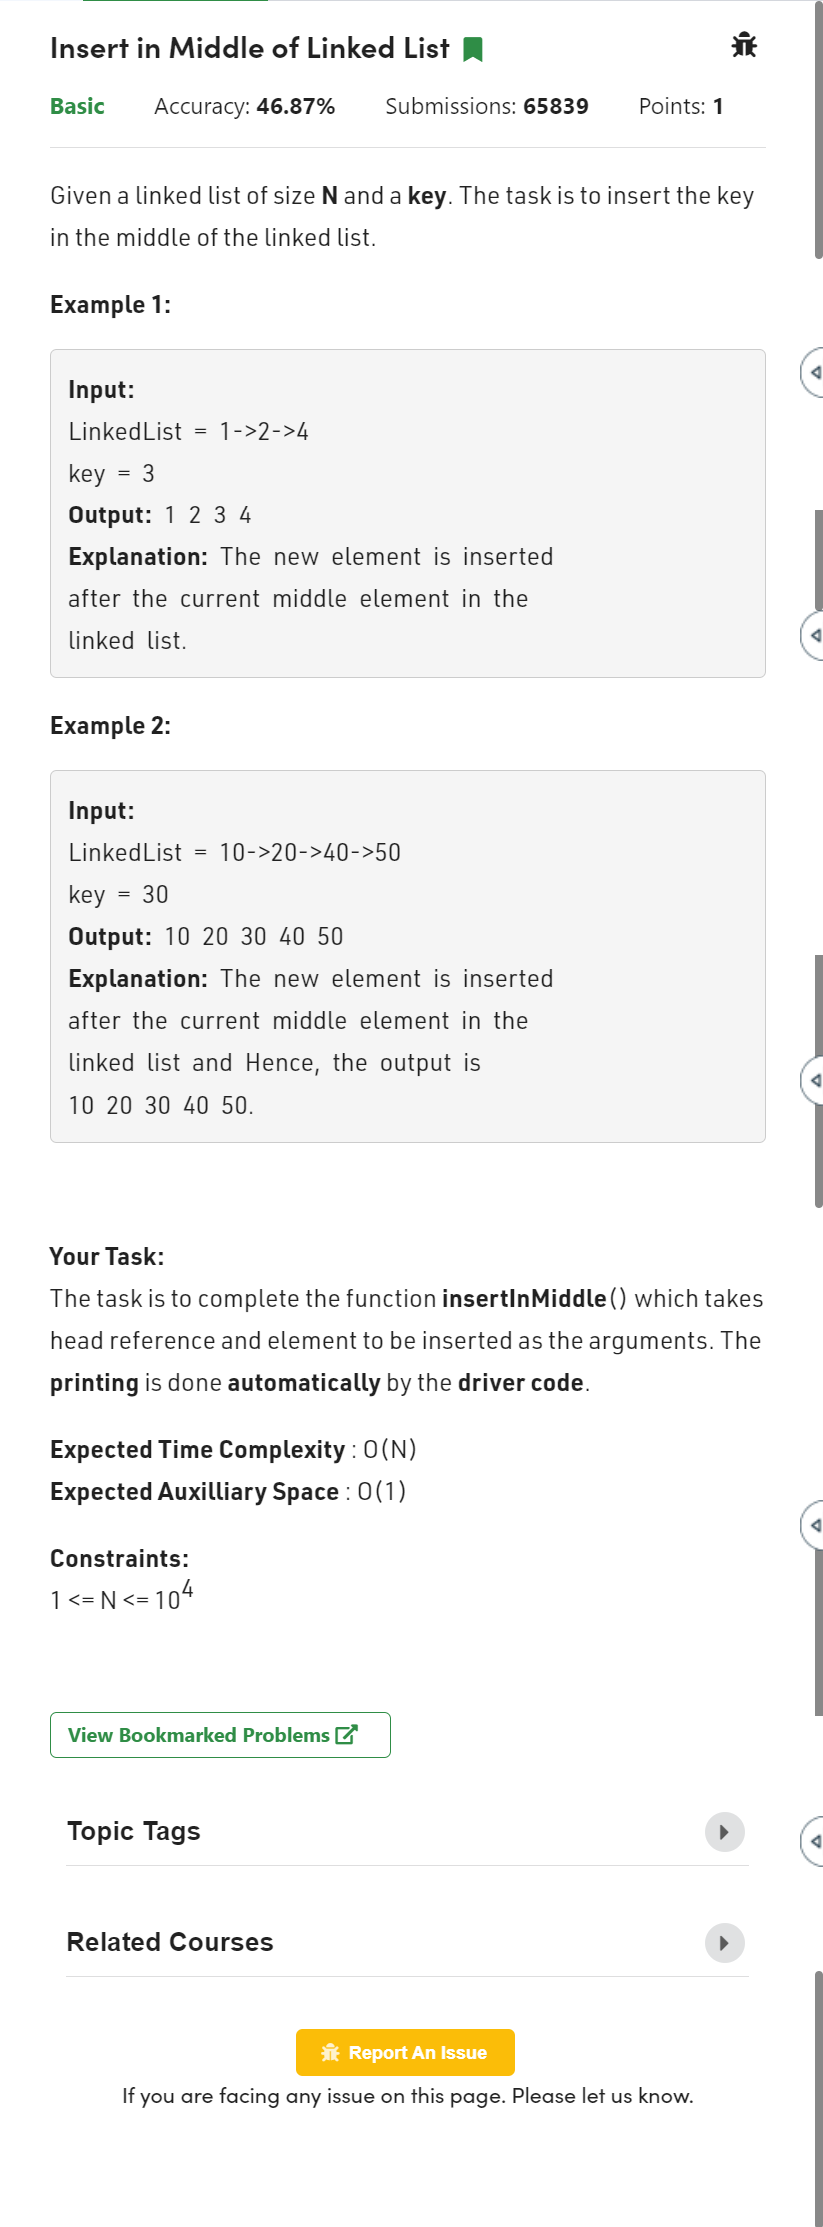 Insert in Middle of Linked List
Basic Accuracy: 46.87% Submissions: 65839 Points: 1
Given a linked list of size N and a key. The task is to insert the key
in the middle of the linked list.
Example 1:
Input:
LinkedList = 1->2->4
key = 3
Output: 1 2 3 4
Explanation: The new element is inserted
after the current middle element in the
linked list.
Example 2:
Input:
LinkedList = 10->20->40->50
key = 30
Output: 10 20 30 40 50
Explanation: The new element is inserted
after the current middle element in the
linked list and Hence, the output is
10 20 30 40 50.
Your Task:
The task is to complete the function insertInMiddle() which takes
head reference and element to be inserted as the arguments. The
printing is done automatically by the driver code.
Expected Time Complexity : O(N)
Expected Auxilliary Space : O(1)
Constraints:
1 <= N <= 10⁴
View Bookmarked Problems
Topic Tags
Related Courses
Report An Issue
If you are facing any issue on this page. Please let us know.